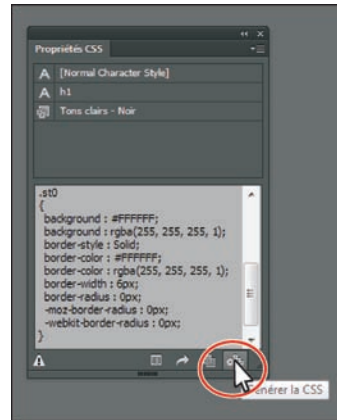 Propriétés CSS
[Normal Character Style]
h1
Tons clairs - Noir
.st0
{
background : #FFFFFF;
background : rgba(255, 255, 255, 1);
border-style : Solid;
border-color : #FFFFFF;
border-color : rgba(255, 255, 255, 1);
border-width : 6px;
border-radius : 0px;
-moz-border-radius : 0px;
-webkit-border-radius : 0px;
}
énérer la CSS